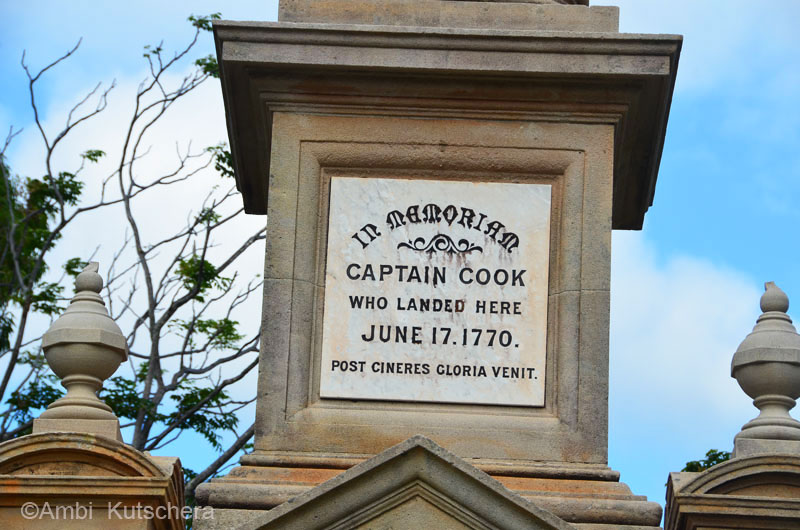 IN MEMORIAM
CAPTAIN COOK
WHO LANDED HERE
JUNE 17. 1770.
POST CINERES GLORIA VENIT.
©Ambi Kutschera